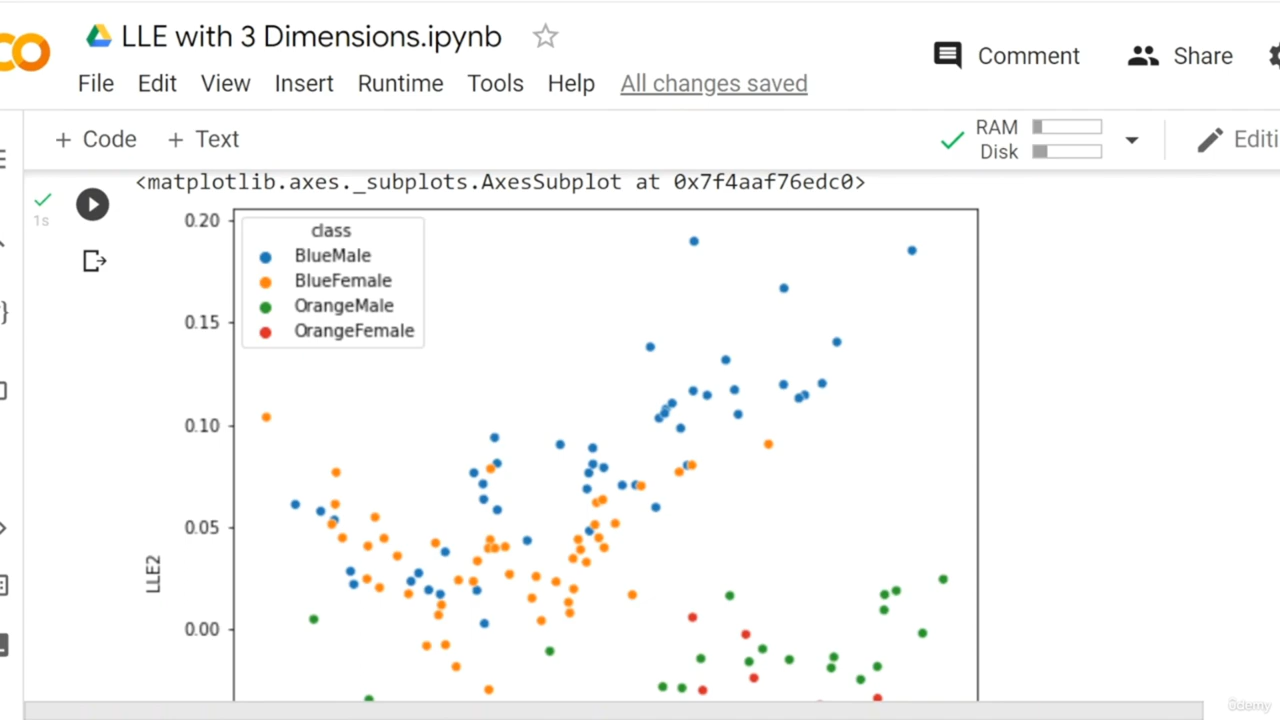 LLE with 3 Dimensions.ipynb
Comment
Share
File Edit View Insert Runtime Tools Help All changes saved
+ Code + Text
RAM
Disk
Editi
<matplotlib.axes._subplots.AxesSubplot at 0x7f4aaf76edc0>
1s
0.20
class
BlueMale
BlueFemale
OrangeMale
OrangeFemale
0.15
0.10
0.05
LLE2
0.00
ûdemy